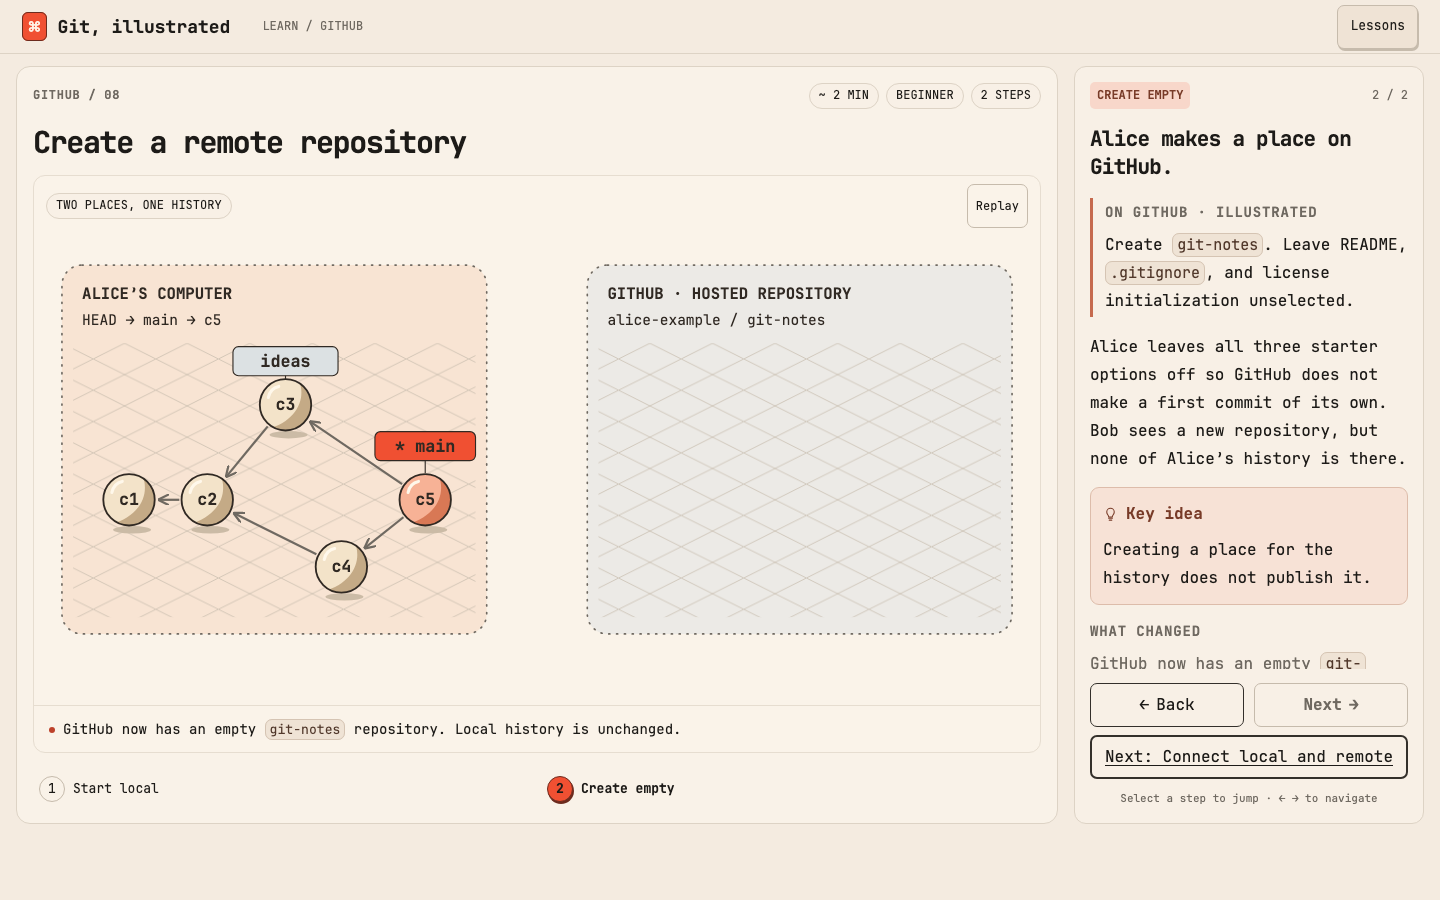 ⌘ Git, illustrated
LEARN / GITHUB
Lessons
GITHUB / 08
~ 2 MIN
BEGINNER
2 STEPS
Create a remote repository
TWO PLACES, ONE HISTORY
Replay
ALICE’S COMPUTER
HEAD → main → c5
ideas
c3
* main
c1
c2
c5
c4
GITHUB · HOSTED REPOSITORY
alice-example / git-notes
GitHub now has an empty git-notes repository. Local history is unchanged.
1 Start local
2 Create empty
CREATE EMPTY
2 / 2
Alice makes a place on
GitHub.
ON GITHUB · ILLUSTRATED
Create git-notes. Leave README,
.gitignore, and license
initialization unselected.
Alice leaves all three starter
options off so GitHub does not
make a first commit of its own.
Bob sees a new repository, but
none of Alice’s history is there.
Key idea
Creating a place for the
history does not publish it.
WHAT CHANGED
GitHub now has an empty git-
← Back
Next →
Next: Connect local and remote
Select a step to jump · ← → to navigate